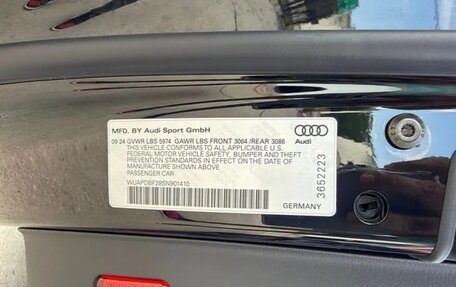 MFD. BY Audi Sport GmbH
09 24 GVWR LBS 5974 GAWR LBS FRONT 3064 /REAR 3086
THIS VEHICLE CONFORMS TO ALL APPLICABLE U.S.
FEDERAL MOTOR VEHICLE SAFETY, BUMPER AND THEFT
PREVENTION STANDARDS IN EFFECT ON THE DATE OF
MANUFACTURE SHOWN ABOVE.
PASSENGER CAR
WUAPDBF285N901410
Audi
3652223
GERMANY